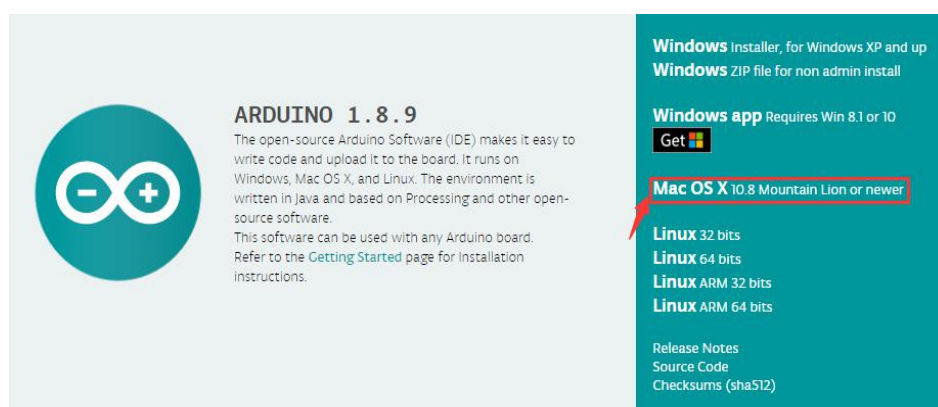 ARDUINO 1.8.9
The open-source Arduino Software (IDE) makes it easy to
write code and upload it to the board. It runs on
Windows, Mac OS X, and Linux. The environment is
written in Java and based on Processing and other open-
source software.
This software can be used with any Arduino board.
Refer to the Getting Started page for Installation
instructions.
Windows Installer, for Windows XP and up
Windows ZIP file for non admin install
Windows app Requires Win 8.1 or 10
Get
Mac OS X 10.8 Mountain Lion or newer
Linux 32 bits
Linux 64 bits
Linux ARM 32 bits
Linux ARM 64 bits
Release Notes
Source Code
Checksums (sha512)